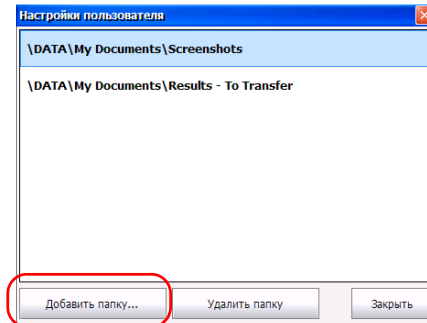 Настройки пользователя
\DATA\My Documents\Screenshots
\DATA\My Documents\Results - To Transfer
Добавить папку... Удалить папку Закрыть